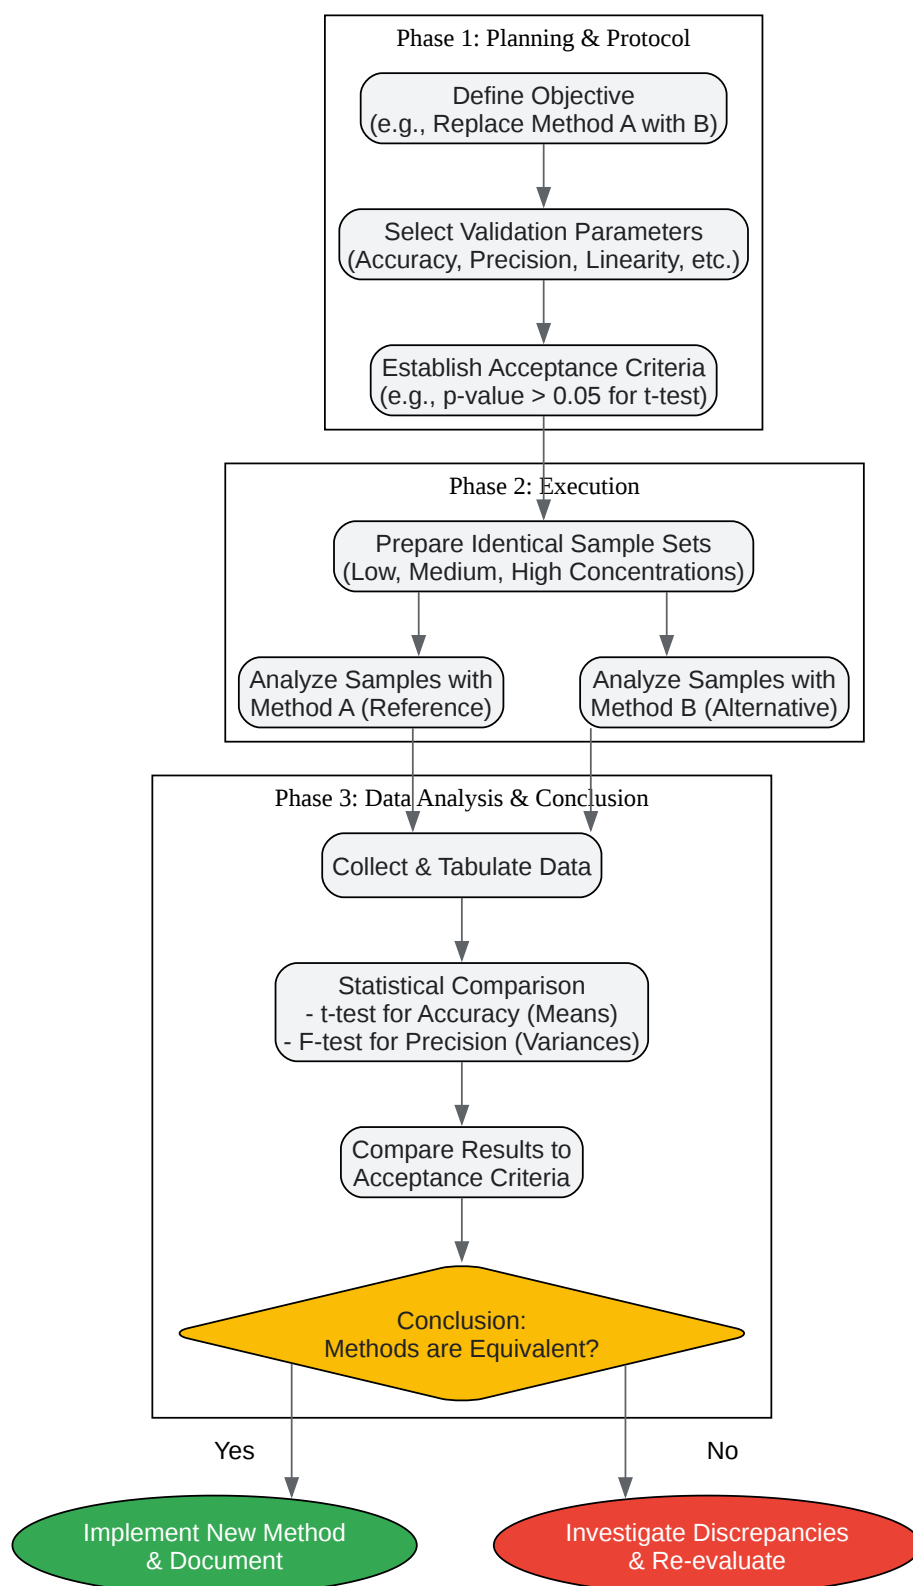 Phase 1: Planning & Protocol
Define Objective
(e.g., Replace Method A with B)
Select Validation Parameters
(Accuracy, Precision, Linearity, etc.)
Establish Acceptance Criteria
(e.g., p-value > 0.05 for t-test)
Phase 2: Execution
Prepare Identical Sample Sets
(Low, Medium, High Concentrations)
Analyze Samples with
Method A (Reference)
Analyze Samples with
Method B (Alternative)
Phase 3: Data Analysis & Conclusion
Collect & Tabulate Data
Statistical Comparison
- t-test for Accuracy (Means)
- F-test for Precision (Variances)
Compare Results to
Acceptance Criteria
Conclusion:
Methods are Equivalent?
Yes
No
Implement New Method
& Document
Investigate Discrepancies
& Re-evaluate